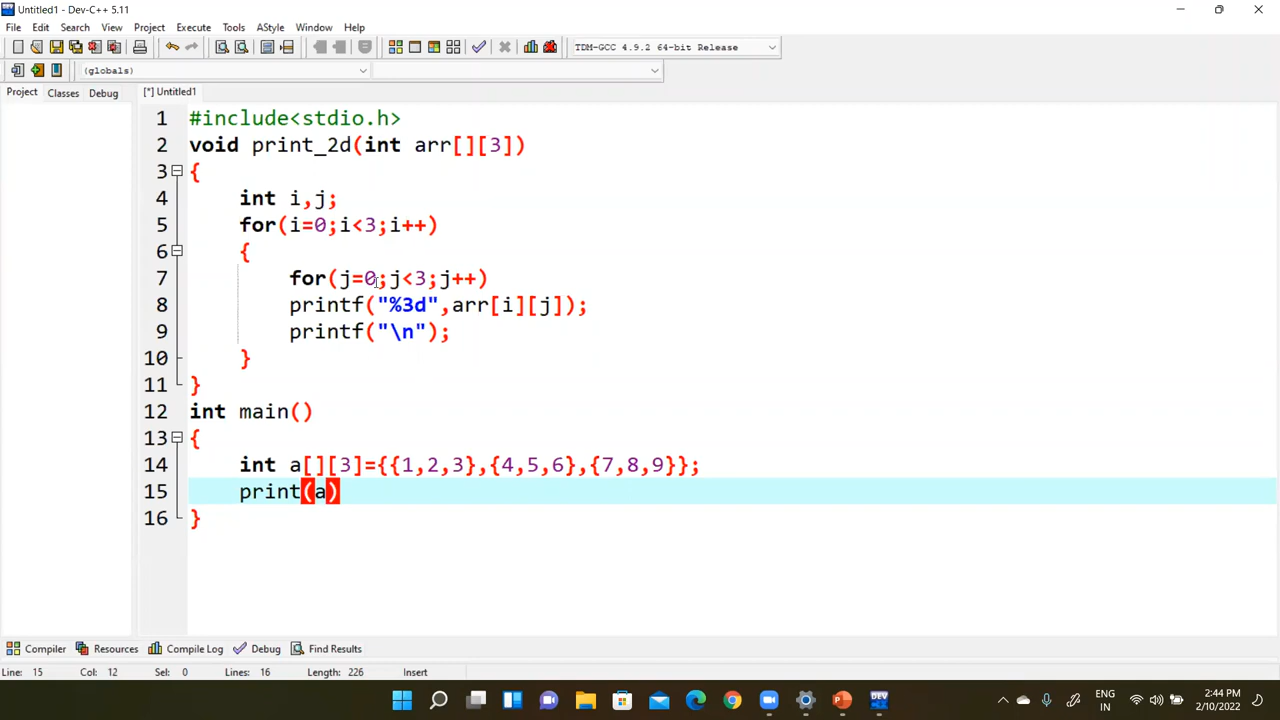 Untitled1 - Dev-C++ 5.11
File Edit Search View Project Execute Tools AStyle Window Help
TDM-GCC 4.9.2 64-bit Release
(globals)
Project Classes Debug [*] Untitled1
1 #include<stdio.h>
2 void print_2d(int arr[][3])
3 {
4 int i,j;
5 for(i=0;i<3;i++)
6 {
7 for(j=0;j<3;j++)
8 printf("%3d",arr[i][j]);
9 printf("\n");
10 }
11 }
12 int main()
13 {
14 int a[][3]={{1,2,3},{4,5,6},{7,8,9}};
15 print(a)
16 }
Compiler Resources Compile Log Debug Find Results
Line: 15 Col: 12 Sel: 0 Lines: 16 Length: 226 Insert
DEV
ENG
IN
2:44 PM
2/10/2022